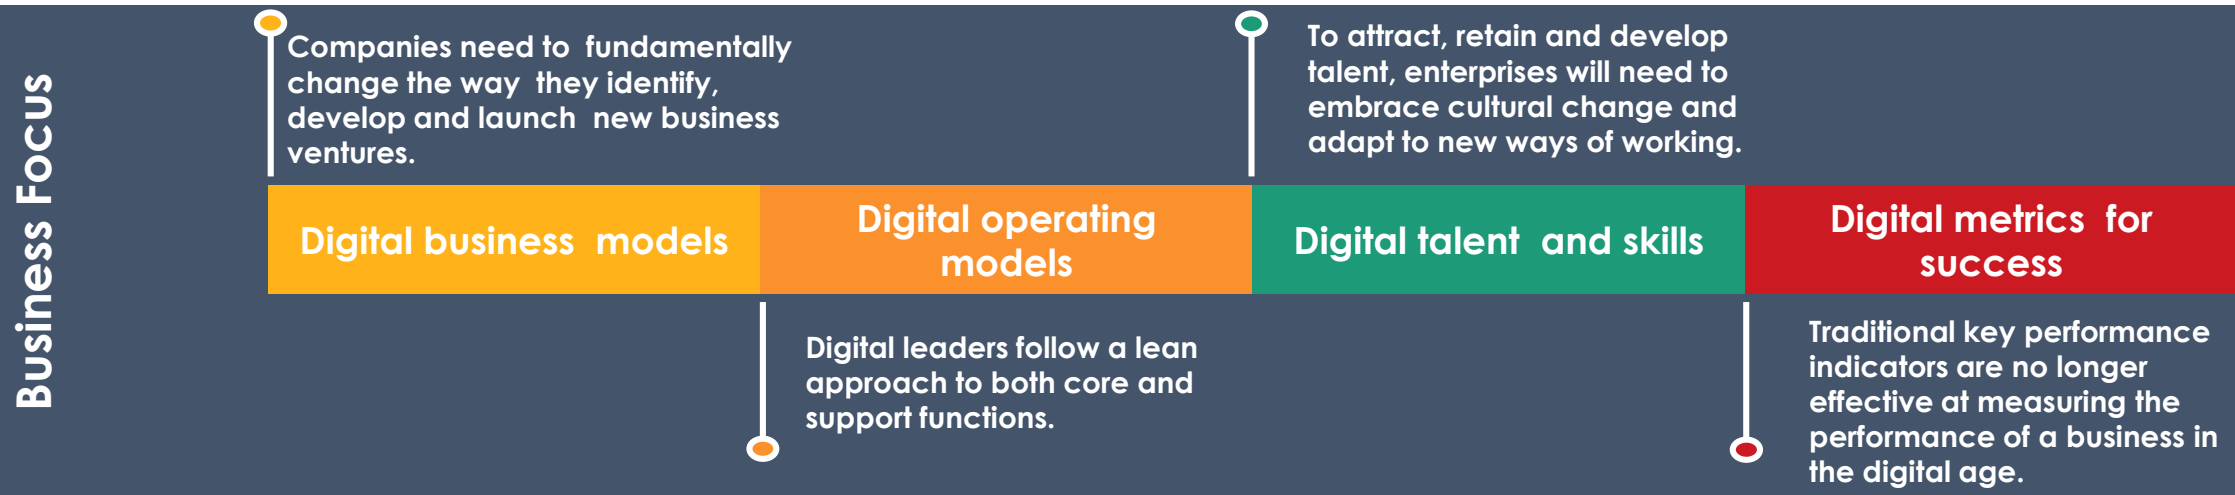 Business Focus
Companies need to fundamentally
change the way they identify,
develop and launch new business
ventures.
To attract, retain and develop
talent, enterprises will need to
embrace cultural change and
adapt to new ways of working.
Digital business models
Digital operating
models
Digital talent and skills
Digital metrics for
success
Digital leaders follow a lean
approach to both core and
support functions.
Traditional key performance
indicators are no longer
effective at measuring the
performance of a business in
the digital age.